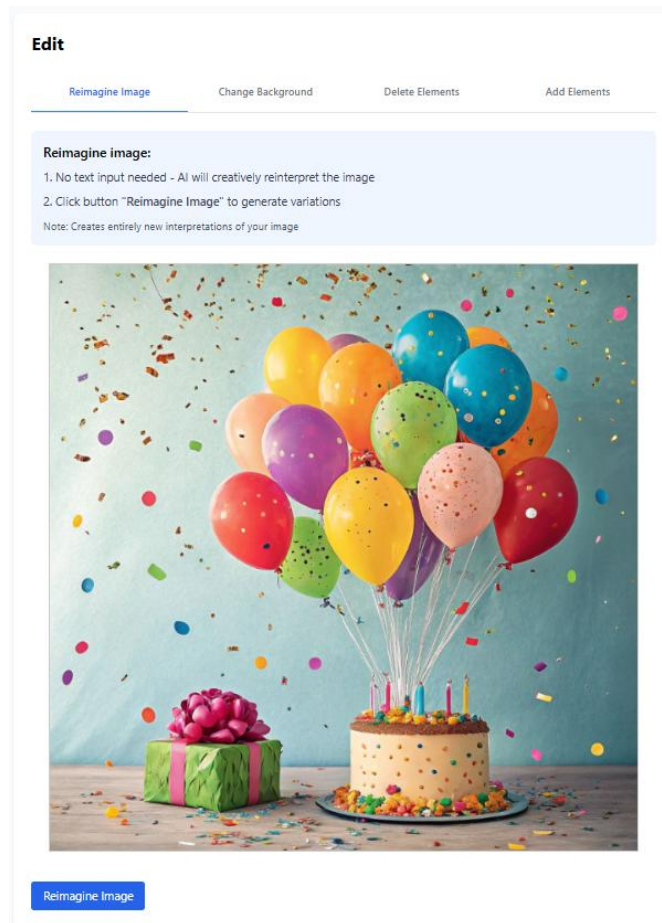 Edit
Reimagine Image
Change Background
Delete Elements
Add Elements
Reimagine image:
1. No text input needed - AI will creatively reinterpret the image
2. Click button "Reimagine Image" to generate variations
Note: Creates entirely new interpretations of your image
Reimagine Image